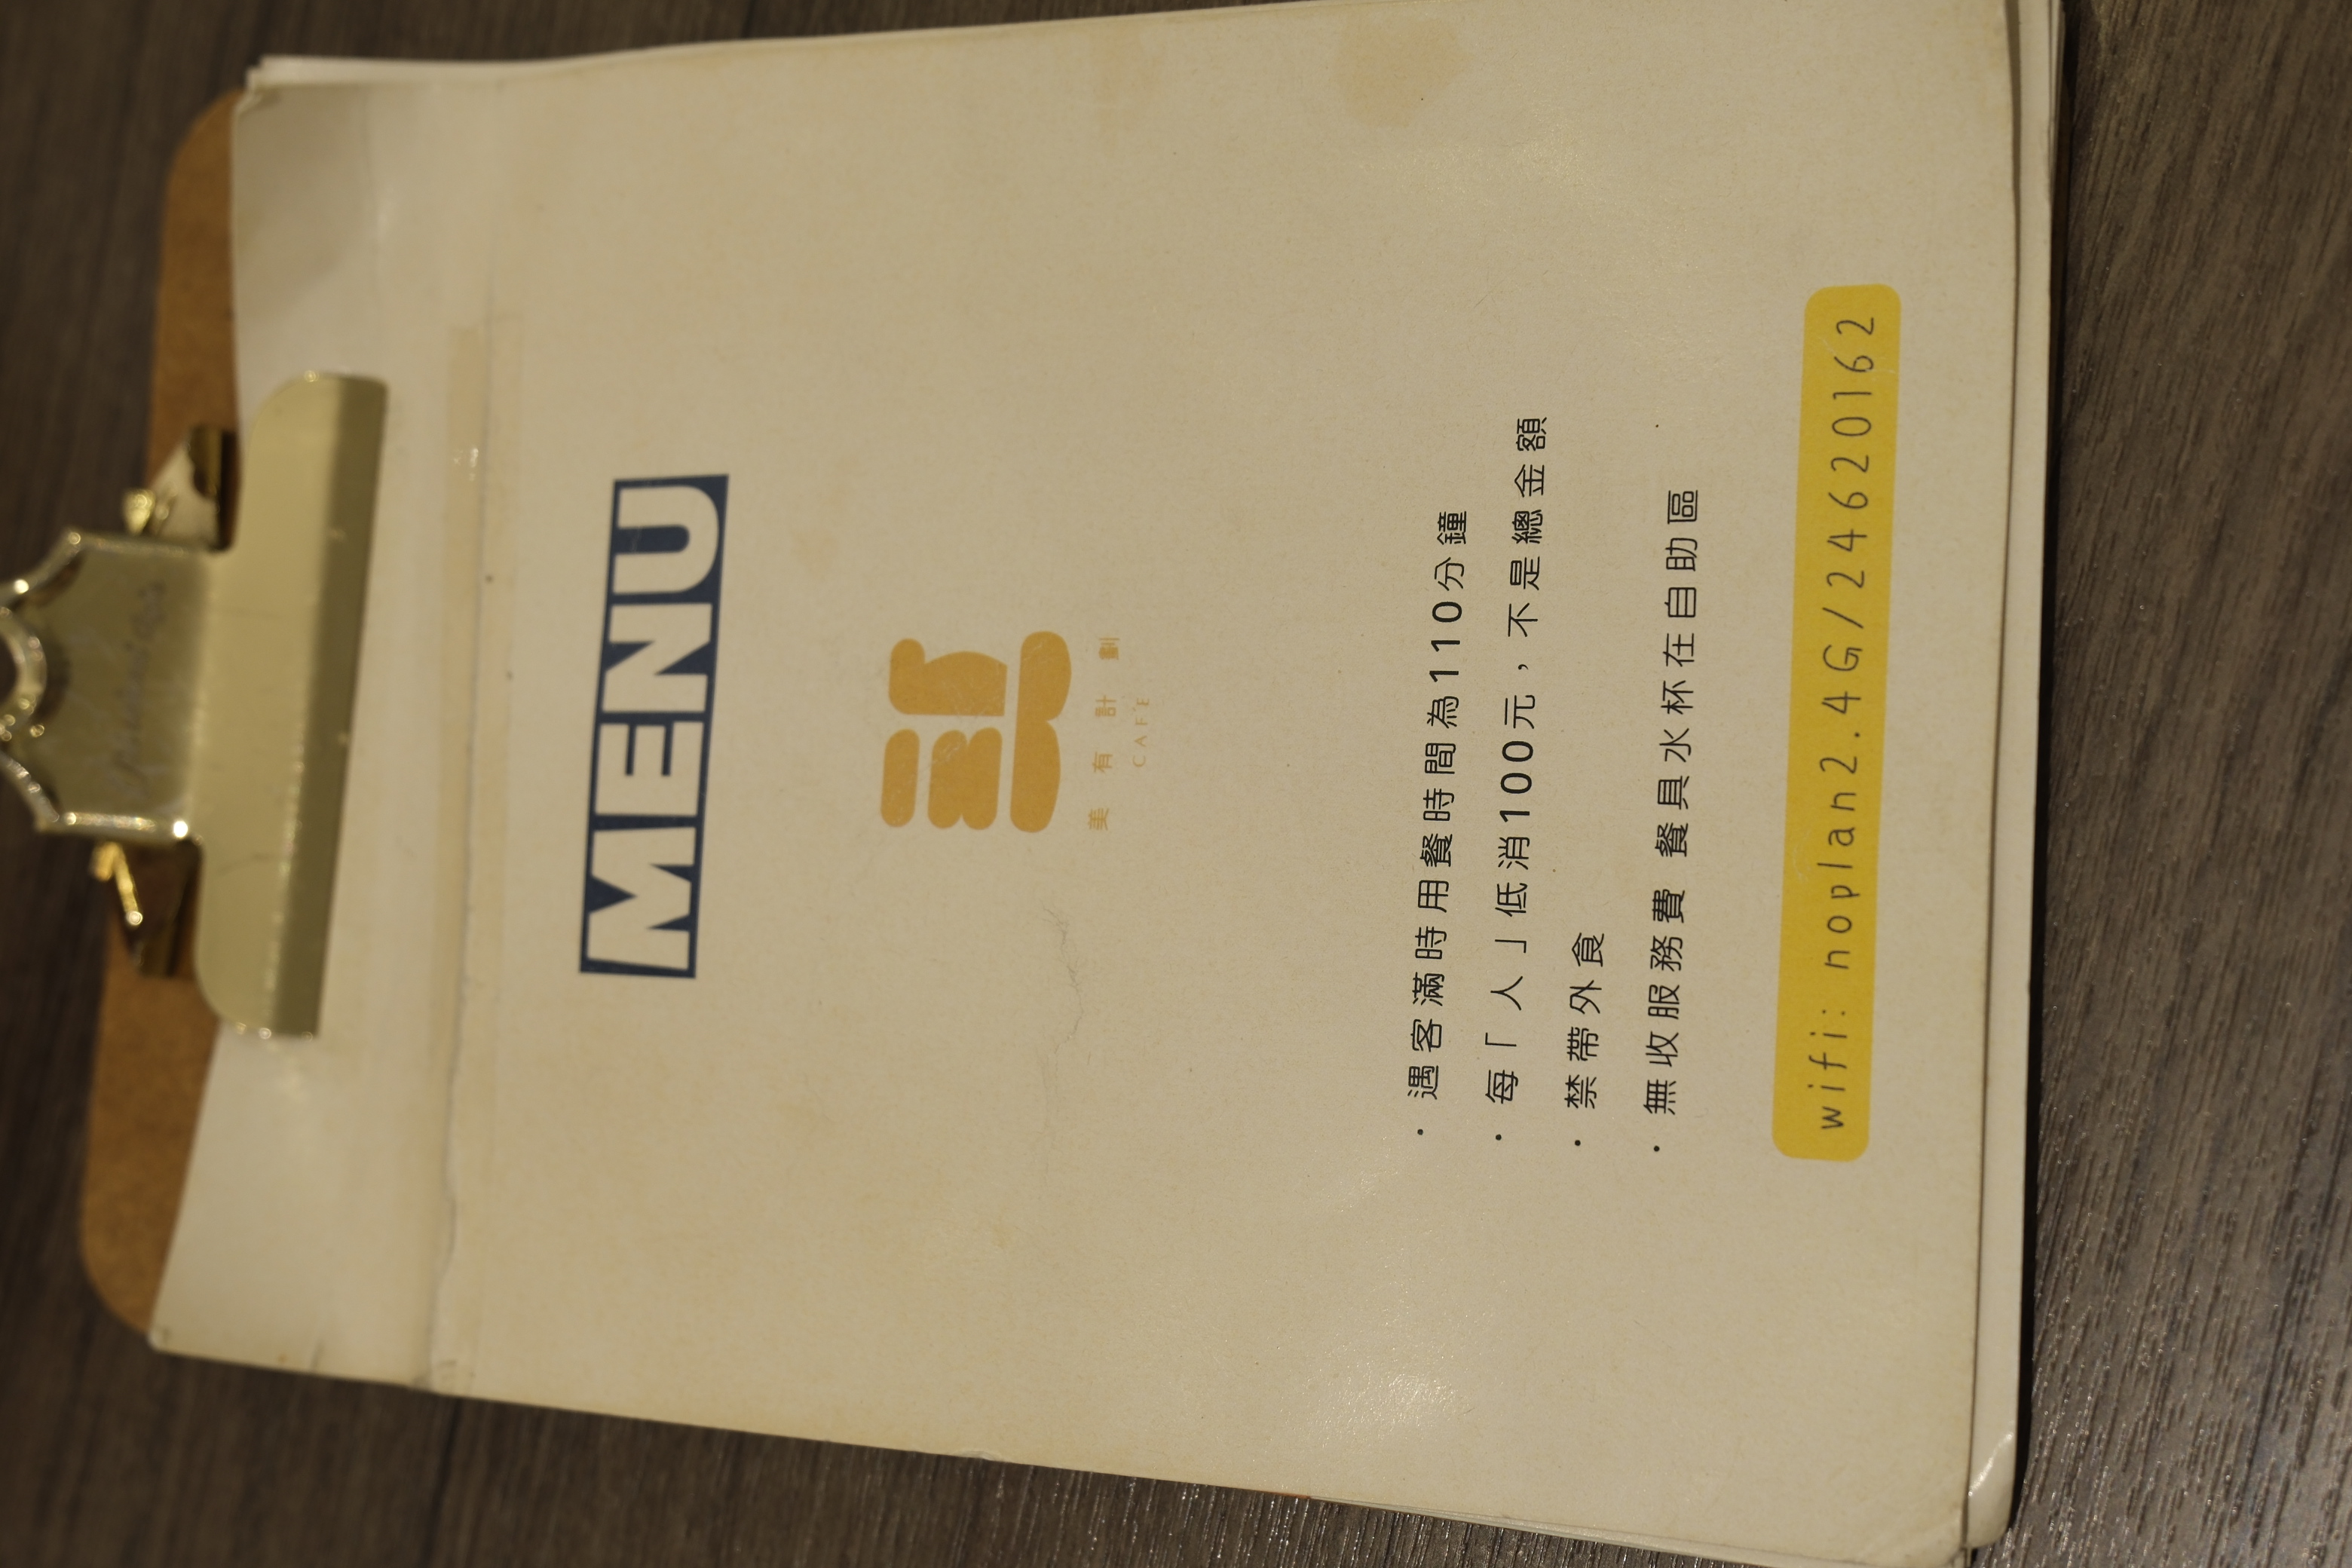 MENU
美有計劃
CAFE
・遇客滿時用餐時間為110分鐘
・每「人」低消100元，不是總金額
・禁帶外食
・無收服務費 餐具水杯在自助區
wifi: noplan2.4G/24620162